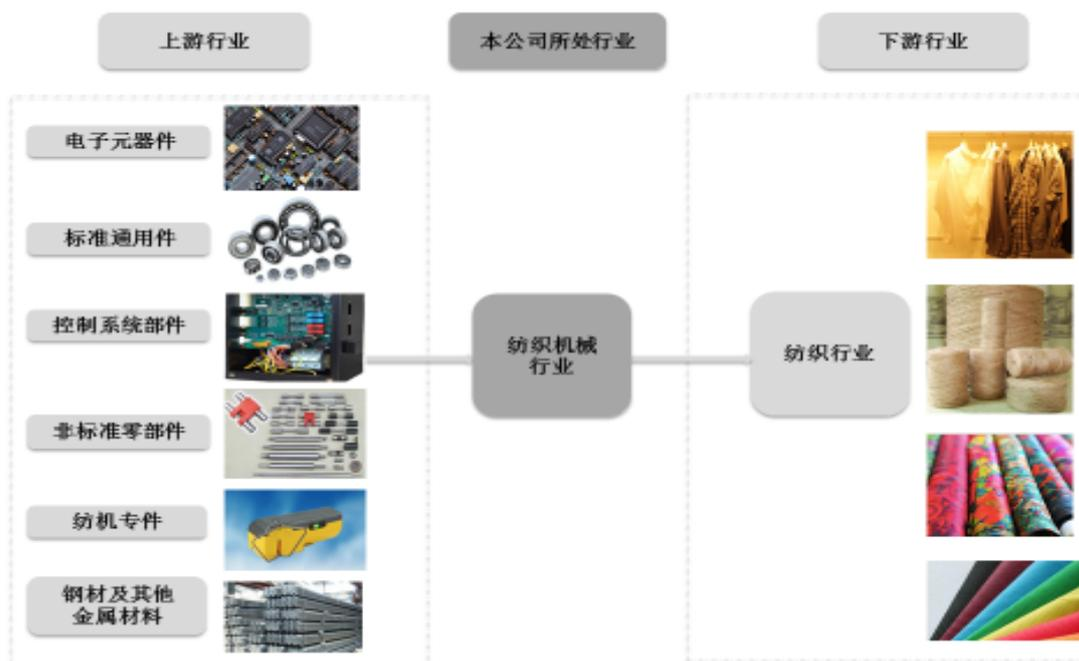 上游行业
本公司所处行业
下游行业
电子元器件
标准通用件
控制系统部件
非标准零部件
纺机专件
钢材及其他
金属材料
纺织机械
行业
纺织行业